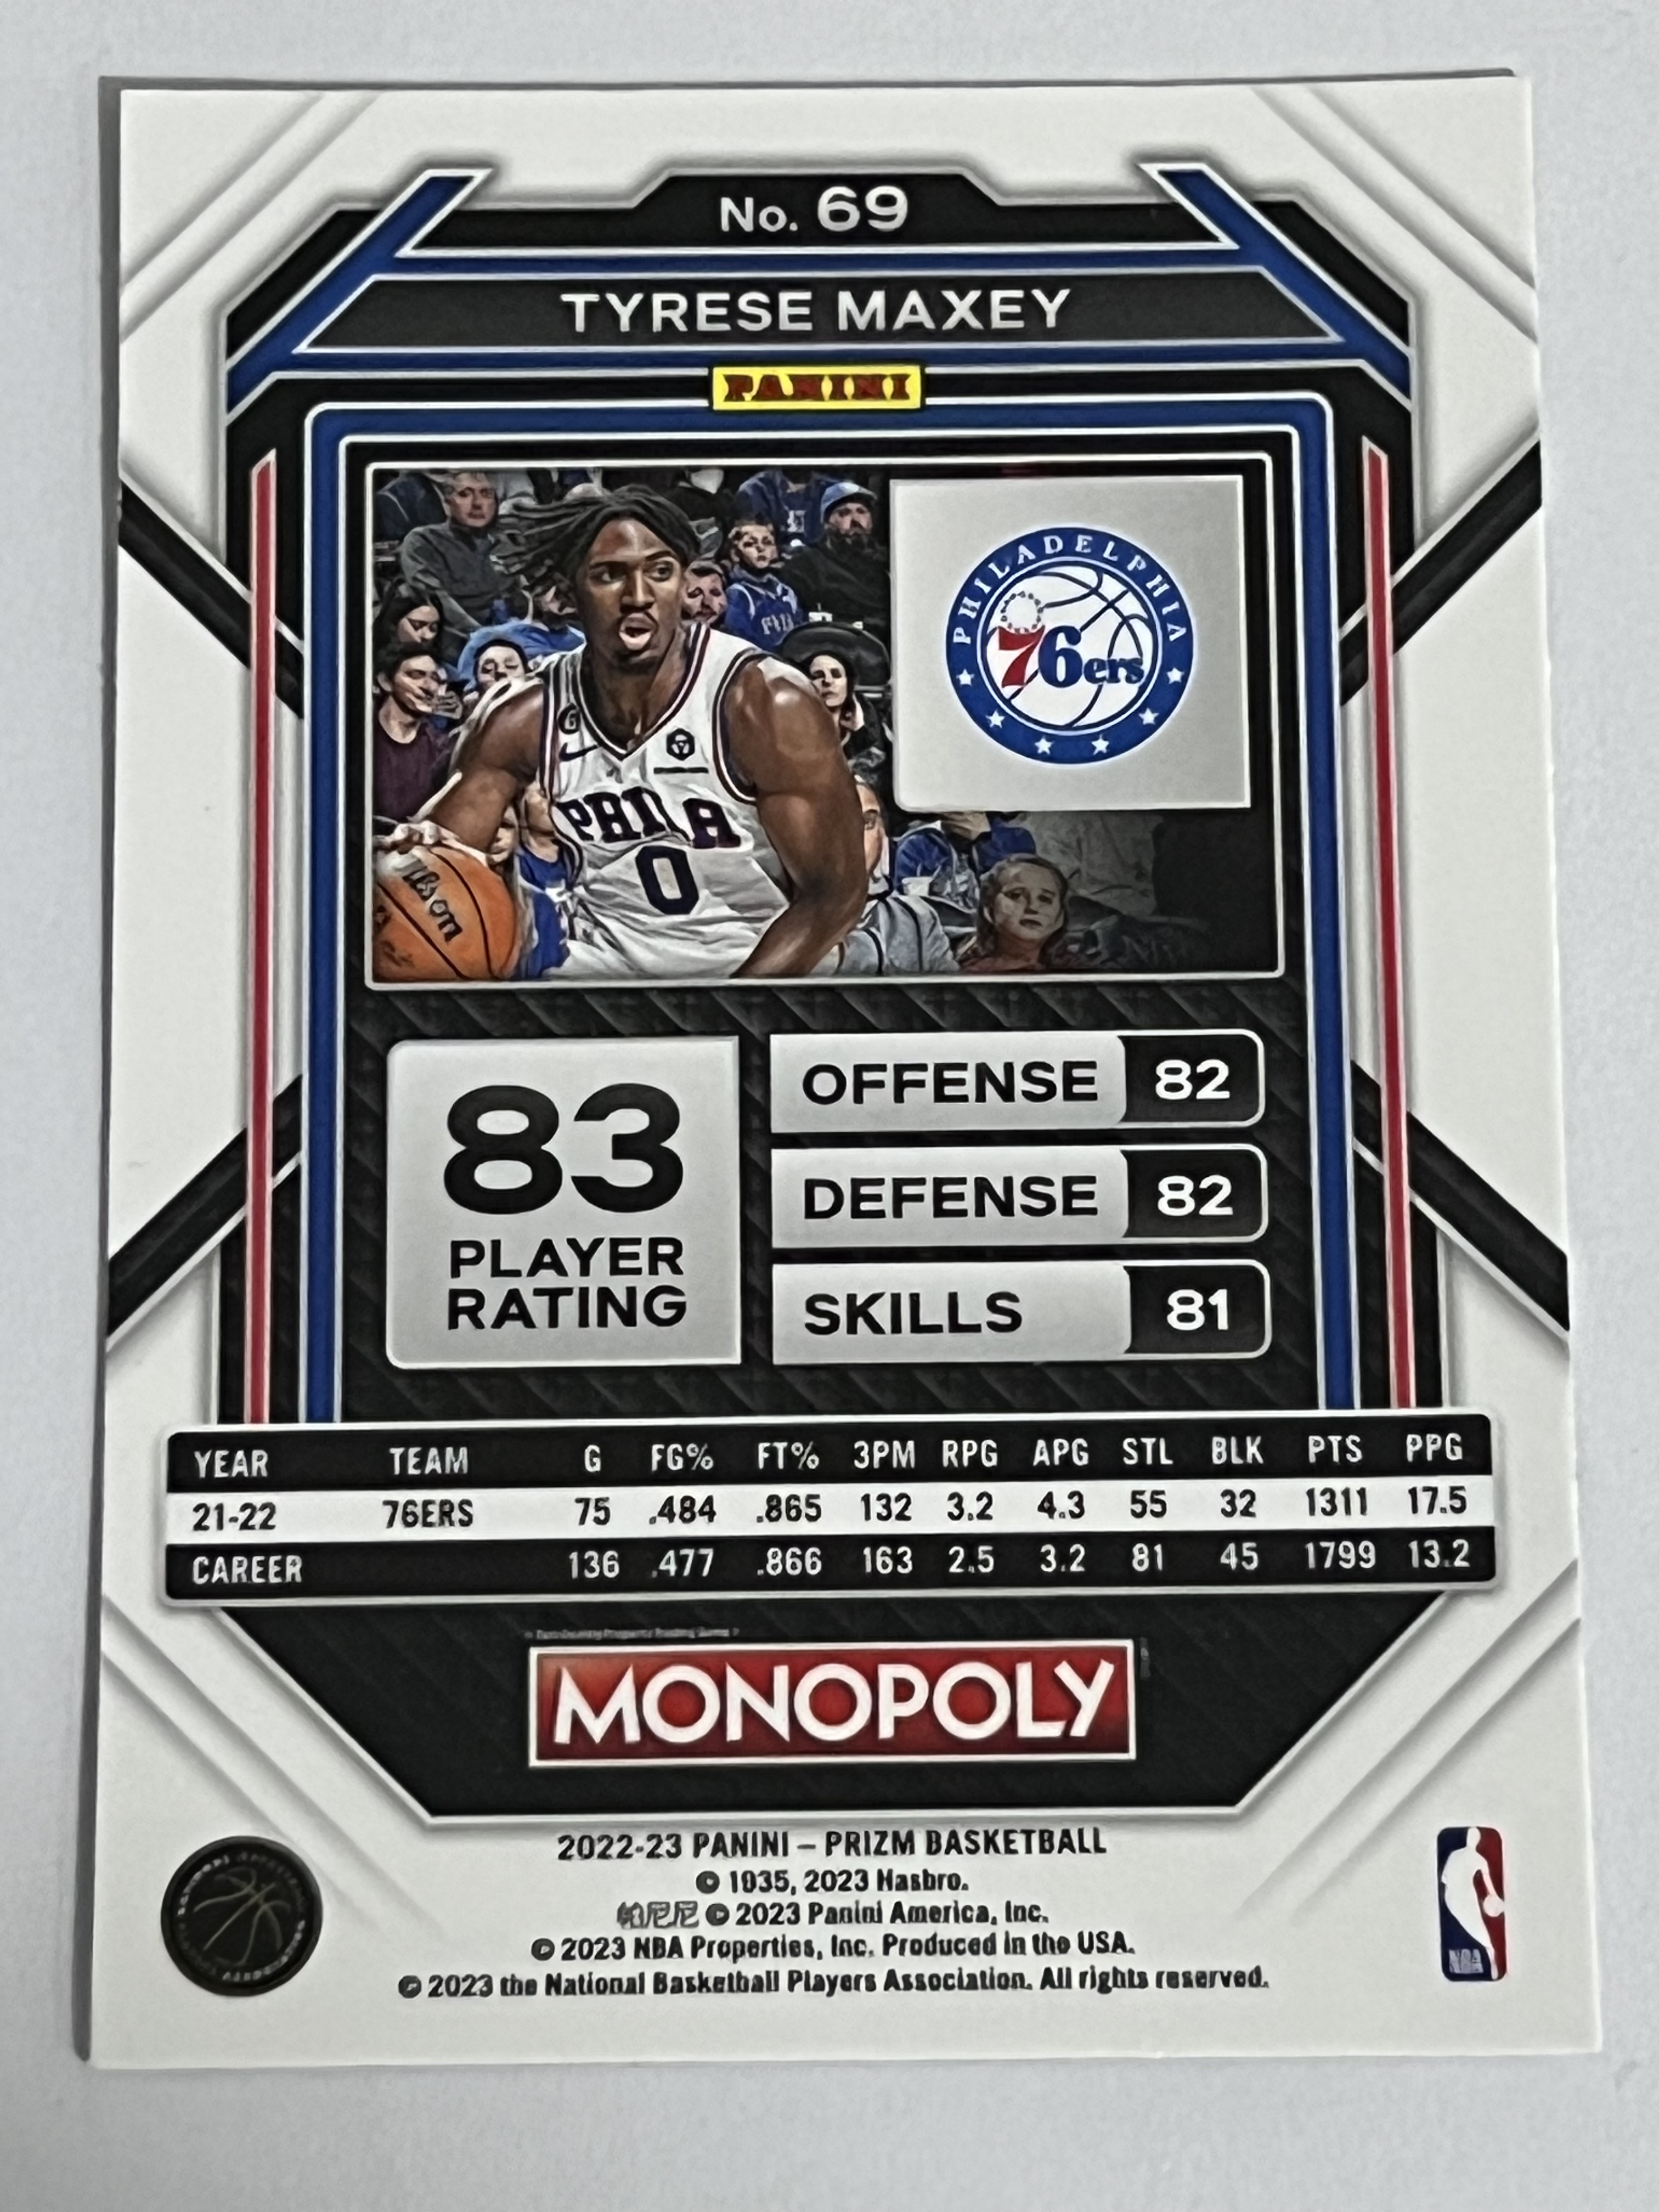 No. 69
TYRESE MAXEY
PANINI
PHILADELPHIA
76ers
PHILA
0
Wilson
83
PLAYER
RATING
OFFENSE 82
DEFENSE 82
SKILLS 81
YEAR TEAM G FG% FT% 3PM RPG APG STL BLK PTS PPG
21-22 76ERS 75 .484 .865 132 3.2 4.3 55 32 1311 17.5
CAREER 136 .477 .866 163 2.5 3.2 81 45 1799 13.2
MONOPOLY
2022-23 PANINI – PRIZM BASKETBALL
© 1935, 2023 Hasbro.
© 2023 Panini America, Inc.
© 2023 NBA Properties, Inc. Produced in the USA.
© 2023 the National Basketball Players Association. All rights reserved.
NBA